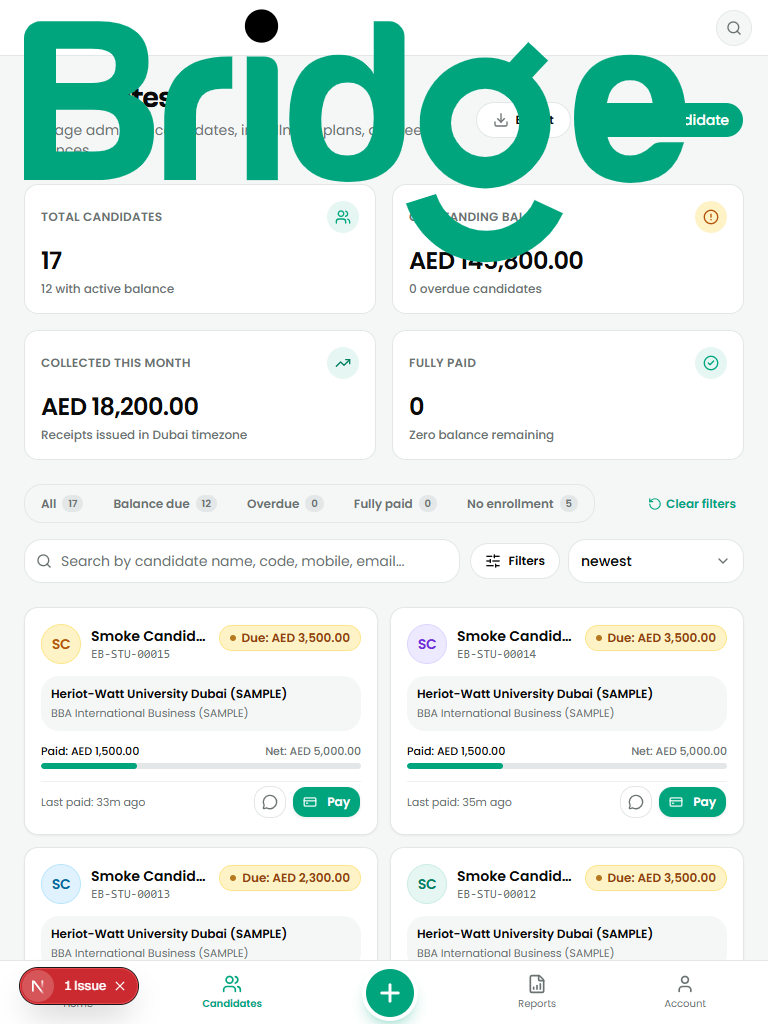 Bridge
TOTAL CANDIDATES
17
12 with active balance
AED 145,800.00
0 overdue candidates
COLLECTED THIS MONTH
AED 18,200.00
Receipts issued in Dubai timezone
FULLY PAID
0
Zero balance remaining
All 17
Balance due 12
Overdue 0
Fully paid 0
No enrollment 5
Clear filters
Search by candidate name, code, mobile, email...
Filters
newest
SC
Smoke Candid...
Due: AED 3,500.00
EB-STU-00015
Heriot-Watt University Dubai (SAMPLE)
BBA International Business (SAMPLE)
Paid: AED 1,500.00
Net: AED 5,000.00
Last paid: 33m ago
Pay
SC
Smoke Candid...
Due: AED 3,500.00
EB-STU-00014
Heriot-Watt University Dubai (SAMPLE)
BBA International Business (SAMPLE)
Paid: AED 1,500.00
Net: AED 5,000.00
Last paid: 35m ago
Pay
SC
Smoke Candid...
Due: AED 2,300.00
EB-STU-00013
Heriot-Watt University Dubai (SAMPLE)
BBA International Business (SAMPLE)
SC
Smoke Candid...
Due: AED 3,500.00
EB-STU-00012
Heriot-Watt University Dubai (SAMPLE)
BBA International Business (SAMPLE)
N
1 Issue
Candidates
Reports
Account